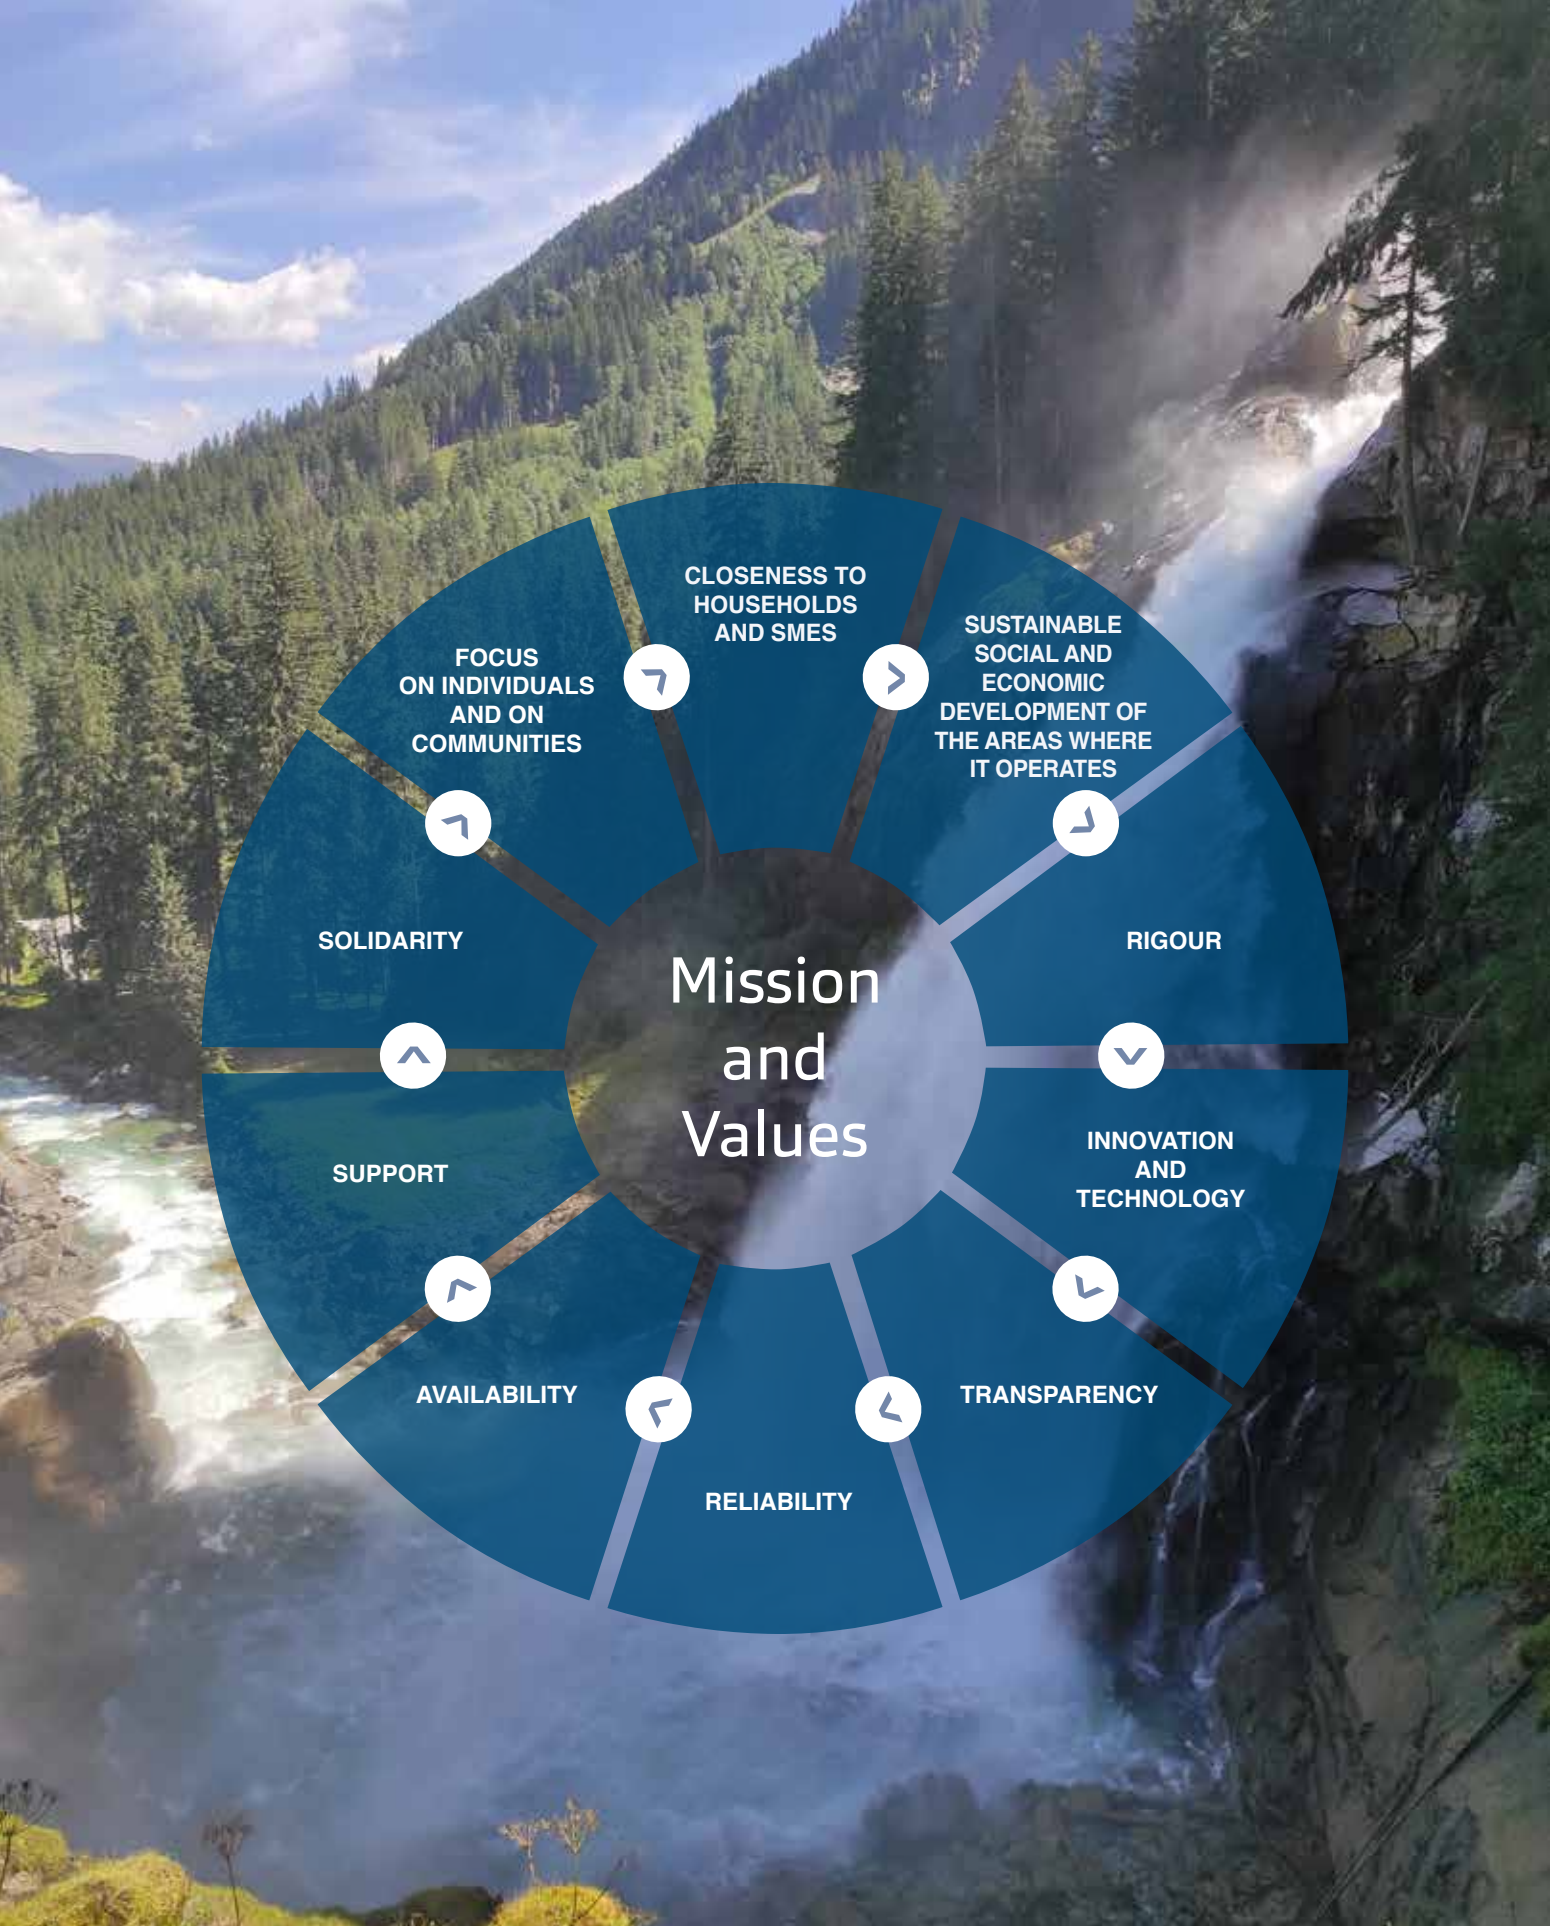 CLOSENESS TO
HOUSEHOLDS
AND SMES
SUSTAINABLE
SOCIAL AND
ECONOMIC
DEVELOPMENT OF
THE AREAS WHERE
IT OPERATES
RIGOUR
INNOVATION
AND
TECHNOLOGY
TRANSPARENCY
RELIABILITY
AVAILABILITY
SUPPORT
SOLIDARITY
FOCUS
ON INDIVIDUALS
AND ON
COMMUNITIES
Mission
and
Values